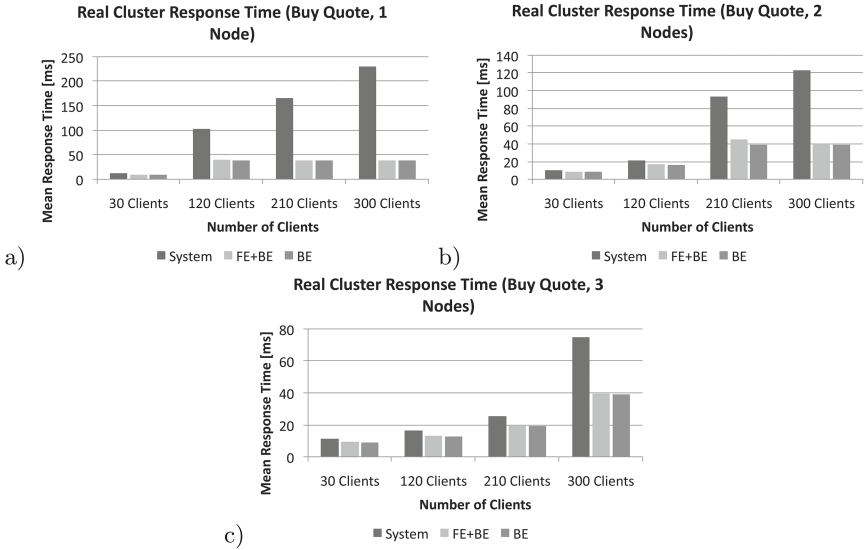 Real Cluster Response Time (Buy Quote, 1
Node)
Mean Response Time [ms]
250
200
150
100
50
0
30 Clients 120 Clients 210 Clients 300 Clients
Number of Clients
System FE+BE BE
a)
Real Cluster Response Time (Buy Quote, 2
Nodes)
Mean Response Time [ms]
140
120
100
80
60
40
20
0
30 Clients 120 Clients 210 Clients 300 Clients
Number of Clients
System FE+BE BE
b)
Real Cluster Response Time (Buy Quote, 3
Nodes)
Mean Response Time [ms]
80
60
40
20
0
30 Clients 120 Clients 210 Clients 300 Clients
Number of Clients
System FE+BE BE
c)